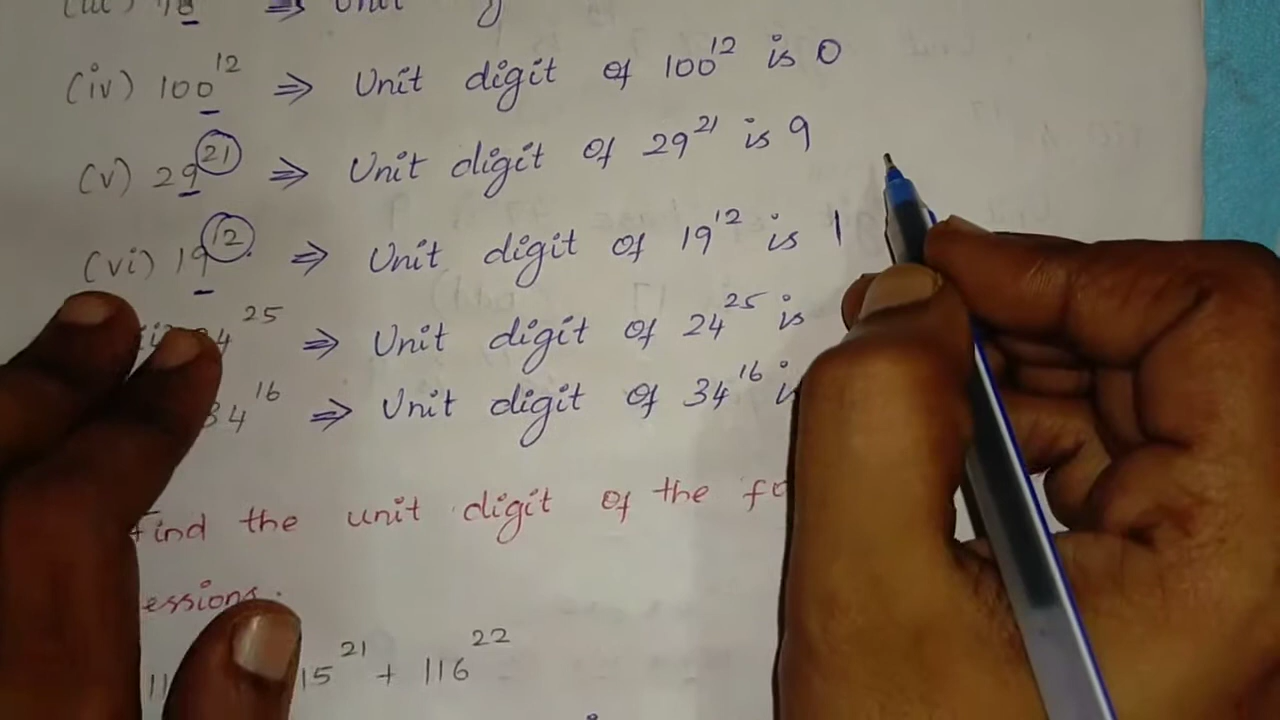 (iv) 100^12 ⇒ Unit digit of 100^12 is 0
(v) 29^21 ⇒ Unit digit of 29^21 is 9
(vi) 19^12 ⇒ Unit digit of 19^12 is 1
4^25 ⇒ Unit digit of 24^25 is
34^16 ⇒ Unit digit of 34^16
Find the unit digit of the
15^21 + 116^22